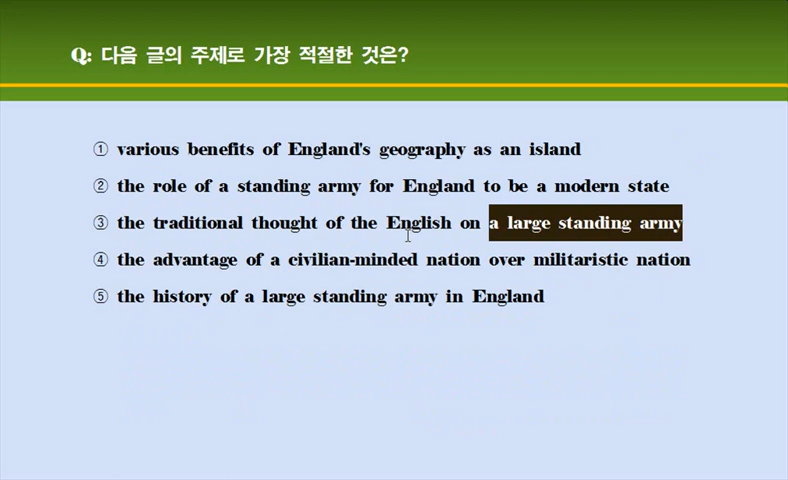 Q: 다음 글의 주제로 가장 적절한 것은?
① various benefits of England's geography as an island
② the role of a standing army for England to be a modern state
③ the traditional thought of the English on a large standing army
④ the advantage of a civilian-minded nation over militaristic nation
⑤ the history of a large standing army in England